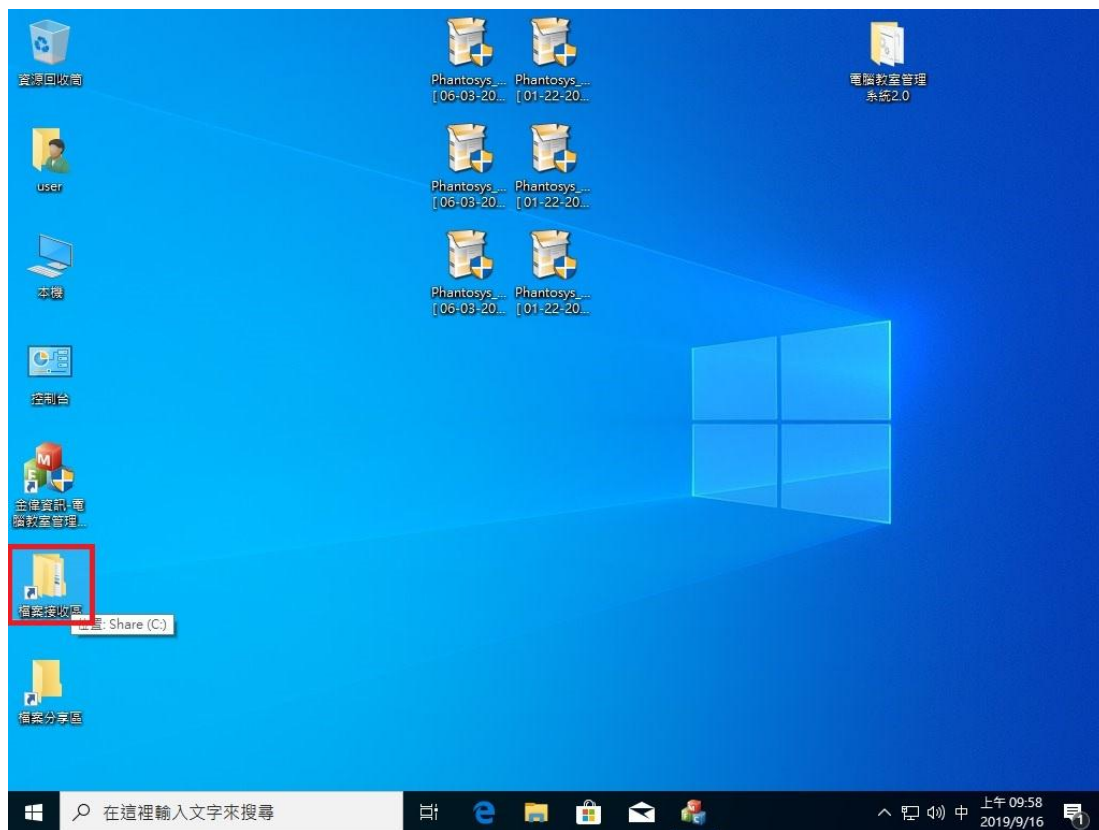 資源回收筒
user
本機
控制台
金偉資訊-電
腦教室管理...
檔案接收區
位置: Share (C:)
檔案分享區
Phantosys_...
[ 06-03-20...
Phantosys_...
[ 01-22-20...
Phantosys_...
[ 06-03-20...
Phantosys_...
[ 01-22-20...
Phantosys_...
[ 06-03-20...
Phantosys_...
[ 01-22-20...
電腦教室管理
系統2.0
在這裡輸入文字來搜尋
中
上午 09:58
2019/9/16
1